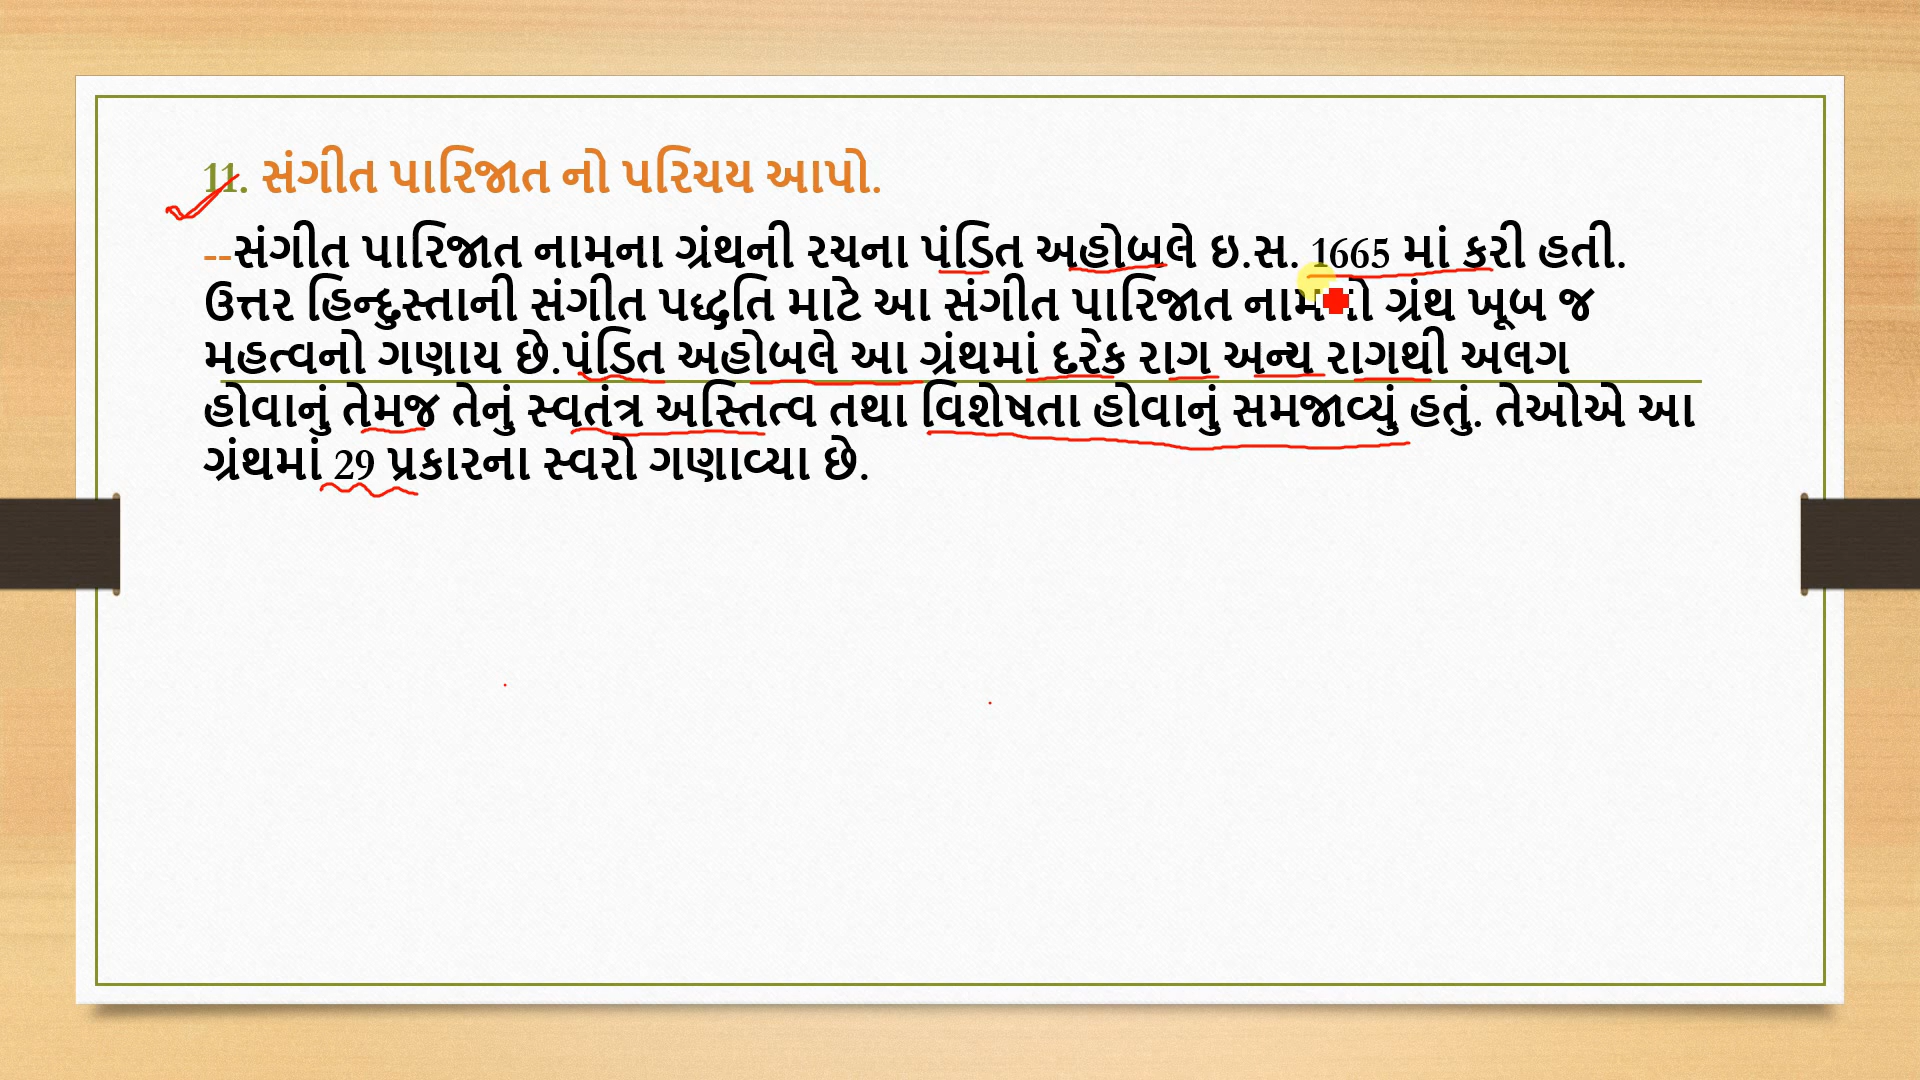 11. સંગીત પારિજાત નો પરિચય આપો.
--સંગીત પારિજાત નામના ગ્રંથની રચના પંડિત અહોબલે ઇ.સ. 1665 માં કરી હતી.
ઉત્તર હિન્દુસ્તાની સંગીત પદ્ધતિ માટે આ સંગીત પારિજાત નામનો ગ્રંથ ખૂબ જ
મહત્વનો ગણાય છે.પંડિત અહોબલે આ ગ્રંથમાં દરેક રાગ અન્ય રાગથી અલગ
હોવાનું તેમજ તેનું સ્વતંત્ર અસ્તિત્વ તથા વિશેષતા હોવાનું સમજાવ્યું હતું. તેઓએ આ
ગ્રંથમાં 29 પ્રકારના સ્વરો ગણાવ્યા છે.